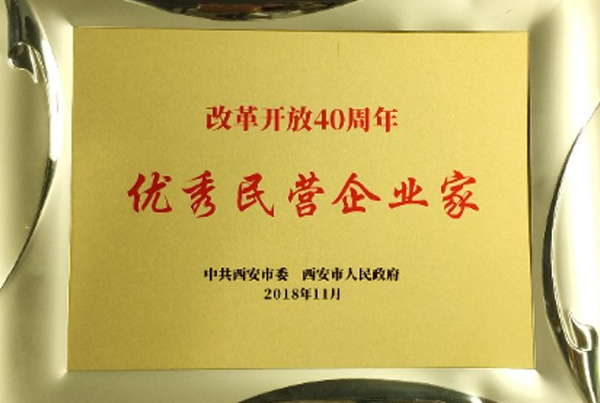 改革开放40周年
优秀民营企业家
中共西安市委 西安市人民政府
2018年11月